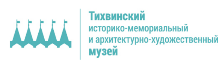 Тихвинский
историко-мемориальный
и архитектурно-художественный
музей